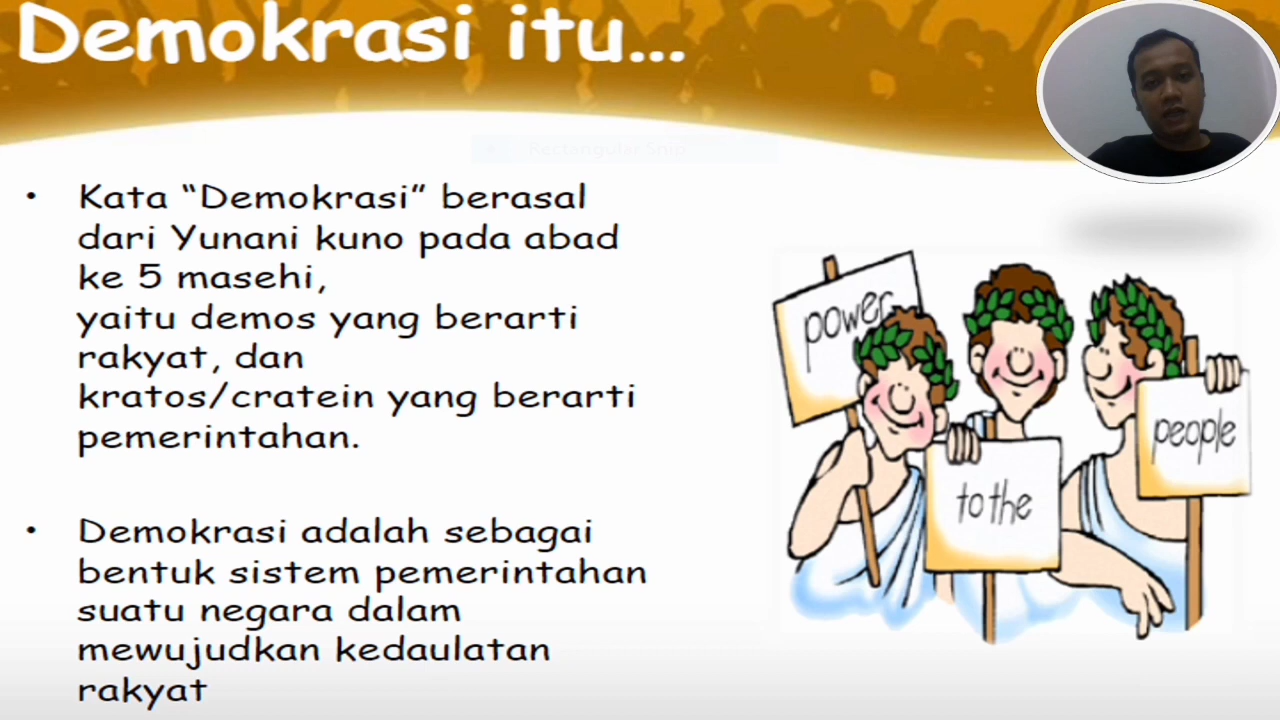 Demokrasi itu...
Rectangular Snip
• Kata “Demokrasi” berasal
dari Yunani kuno pada abad
ke 5 masehi,
yaitu demos yang berarti
rakyat, dan
kratos/cratein yang berarti
pemerintahan.
• Demokrasi adalah sebagai
bentuk sistem pemerintahan
suatu negara dalam
mewujudkan kedaulatan
rakyat
power
to the
people